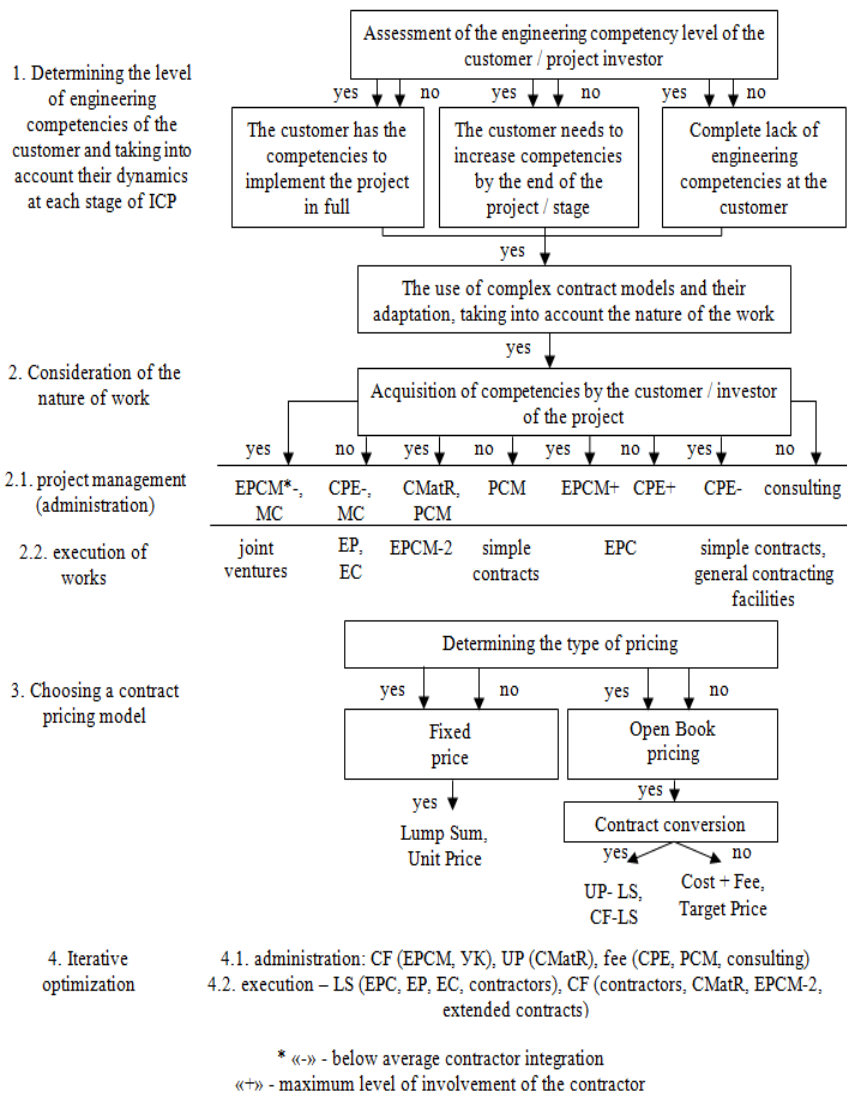 Assessment of the engineering competency level of the
customer / project investor
1. Determining the level
of engineering
competencies of the
customer and taking into
account their dynamics
at each stage of ICP
yes no yes no yes no
The customer has the
competencies to
implement the project
in full
The customer needs to
increase competencies
by the end of the
project / stage
Complete lack of
engineering
competencies at the
customer
yes
The use of complex contract models and their
adaptation, taking into account the nature of the work
yes
2. Consideration of the
nature of work
Acquisition of competencies by the customer / investor
of the project
yes no yes no yes no yes no
2.1. project management
(administration)
EPCM*-,
MC
CPE-,
MC
CMatR,
PCM
PCM
EPCM+
CPE+
CPE-
consulting
2.2. execution of
works
joint
ventures
EP,
EC
EPCM-2
simple
contracts
EPC
simple contracts,
general contracting
facilities
Determining the type of pricing
3. Choosing a contract
pricing model
yes no yes no
Fixed
price
Open Book
pricing
yes
yes
Lump Sum,
Unit Price
Contract conversion
yes no
UP- LS,
CF-LS
Cost + Fee,
Target Price
4. Iterative
optimization
4.1. administration: CF (EPCM, УК), UP (CMatR), fee (CPE, PCM, consulting)
4.2. execution – LS (EPC, EP, EC, contractors), CF (contractors, CMatR, EPCM-2,
extended contracts)
* «-» - below average contractor integration
«+» - maximum level of involvement of the contractor